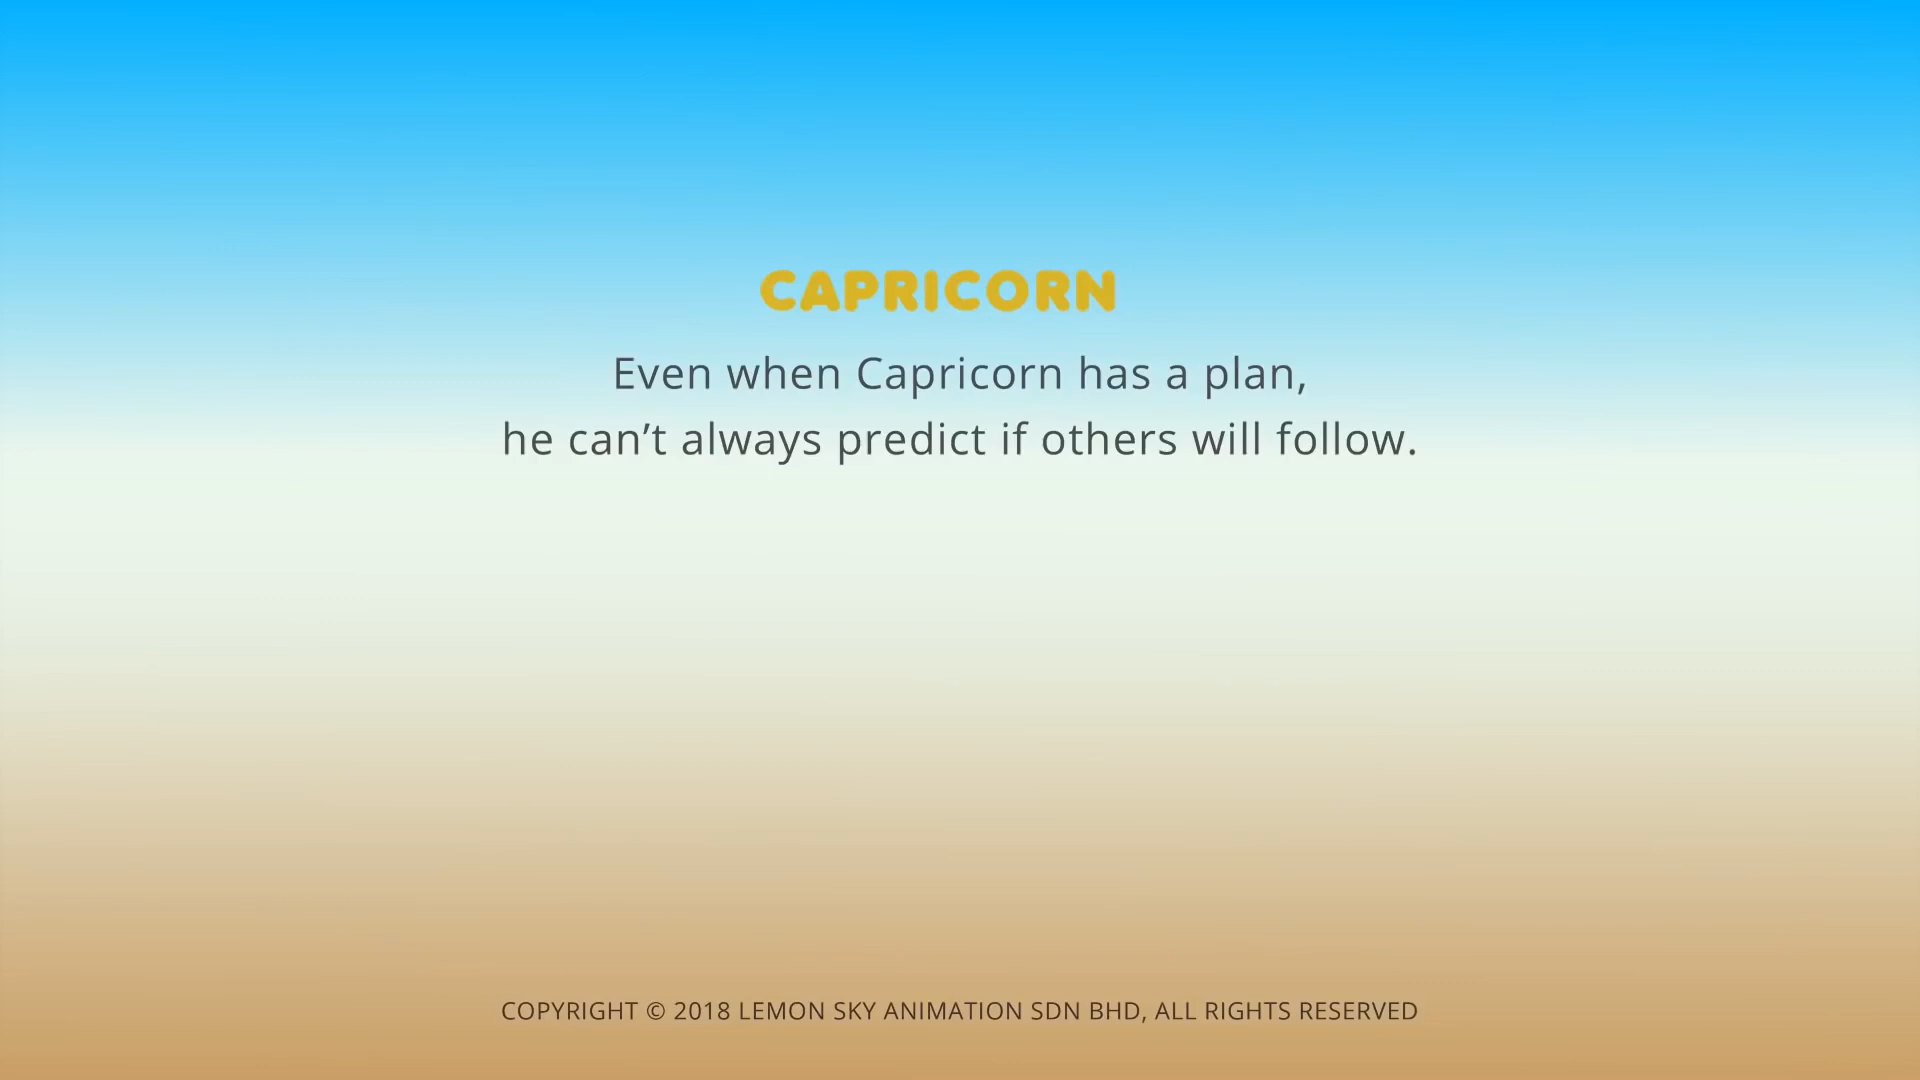 CAPRICORN
Even when Capricorn has a plan,
he can’t always predict if others will follow.
COPYRIGHT © 2018 LEMON SKY ANIMATION SDN BHD, ALL RIGHTS RESERVED